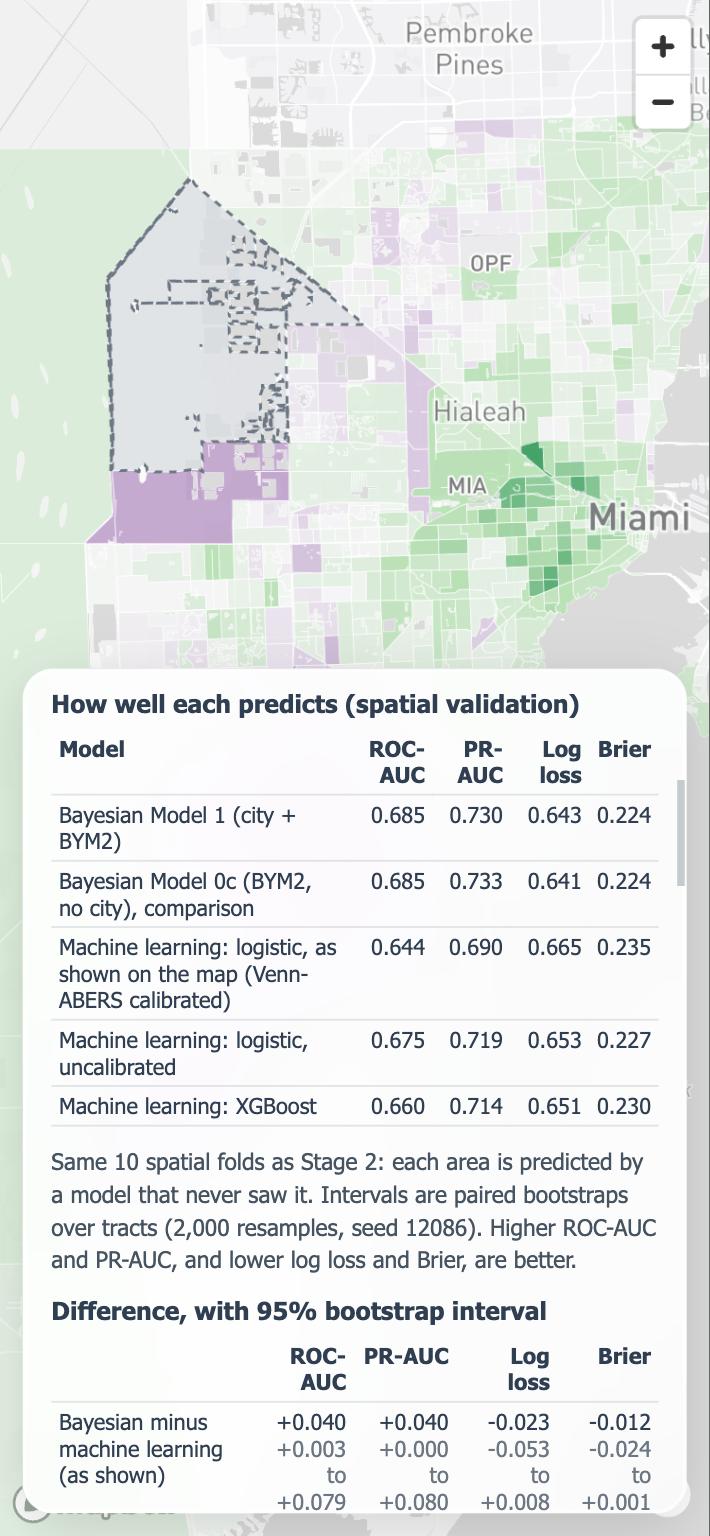 Pembroke
Pines
+
−
OPF
Hialeah
MIA
Miami
How well each predicts (spatial validation)
Model ROC-AUC PR-AUC Log loss Brier
Bayesian Model 1 (city + BYM2) 0.685 0.730 0.643 0.224
Bayesian Model 0c (BYM2, no city), comparison 0.685 0.733 0.641 0.224
Machine learning: logistic, as shown on the map (Venn-ABERS calibrated) 0.644 0.690 0.665 0.235
Machine learning: logistic, uncalibrated 0.675 0.719 0.653 0.227
Machine learning: XGBoost 0.660 0.714 0.651 0.230
Same 10 spatial folds as Stage 2: each area is predicted by
a model that never saw it. Intervals are paired bootstraps
over tracts (2,000 resamples, seed 12086). Higher ROC-AUC
and PR-AUC, and lower log loss and Brier, are better.
Difference, with 95% bootstrap interval
ROC-AUC PR-AUC Log loss Brier
Bayesian minus machine learning (as shown) +0.040 +0.040 -0.023 -0.012
+0.003 to +0.079 +0.000 to +0.080 -0.053 to +0.008 -0.024 to +0.001